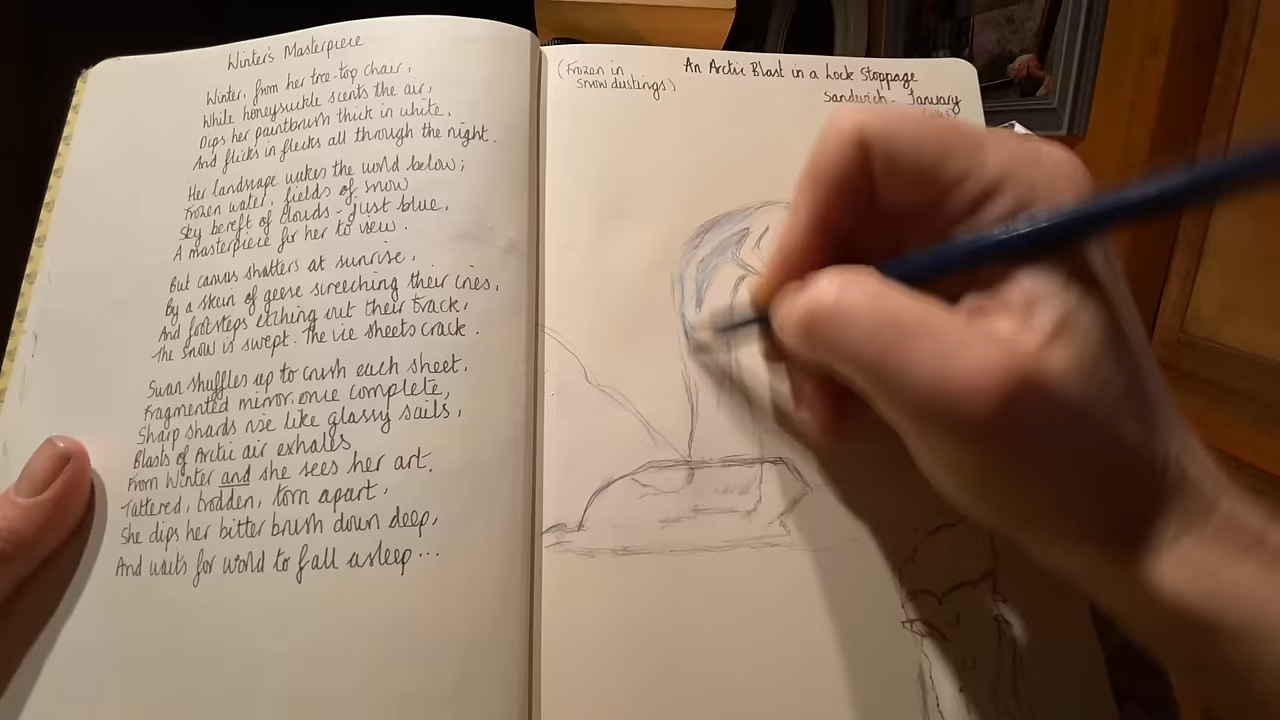 Winter's Masterpiece
Winter, from her tree-top chair,
While honeysuckle scents the air,
Dips her paintbrush thick in white,
And flicks in flecks all through the night.
Her landscape wakes the world below;
Frozen water, fields of snow
Sky bereft of clouds - just blue,
A masterpiece for her to view.
But canvas shatters at sunrise,
By a skein of geese screeching their cries,
And footsteps etching out their track,
The snow is swept. The ice sheets crack.
Swan shuffles up to crush each sheet,
Fragmented mirror, once complete,
Sharp shards rise like glassy sails,
Blasts of Arctic air exhales
From Winter and she sees her art,
Tattered, trodden, torn apart,
She dips her bitter brush down deep,
And waits for world to fall asleep...
(Frozen in
snow dustings)
An Arctic Blast in a Lock Stoppage
Sandwich - January